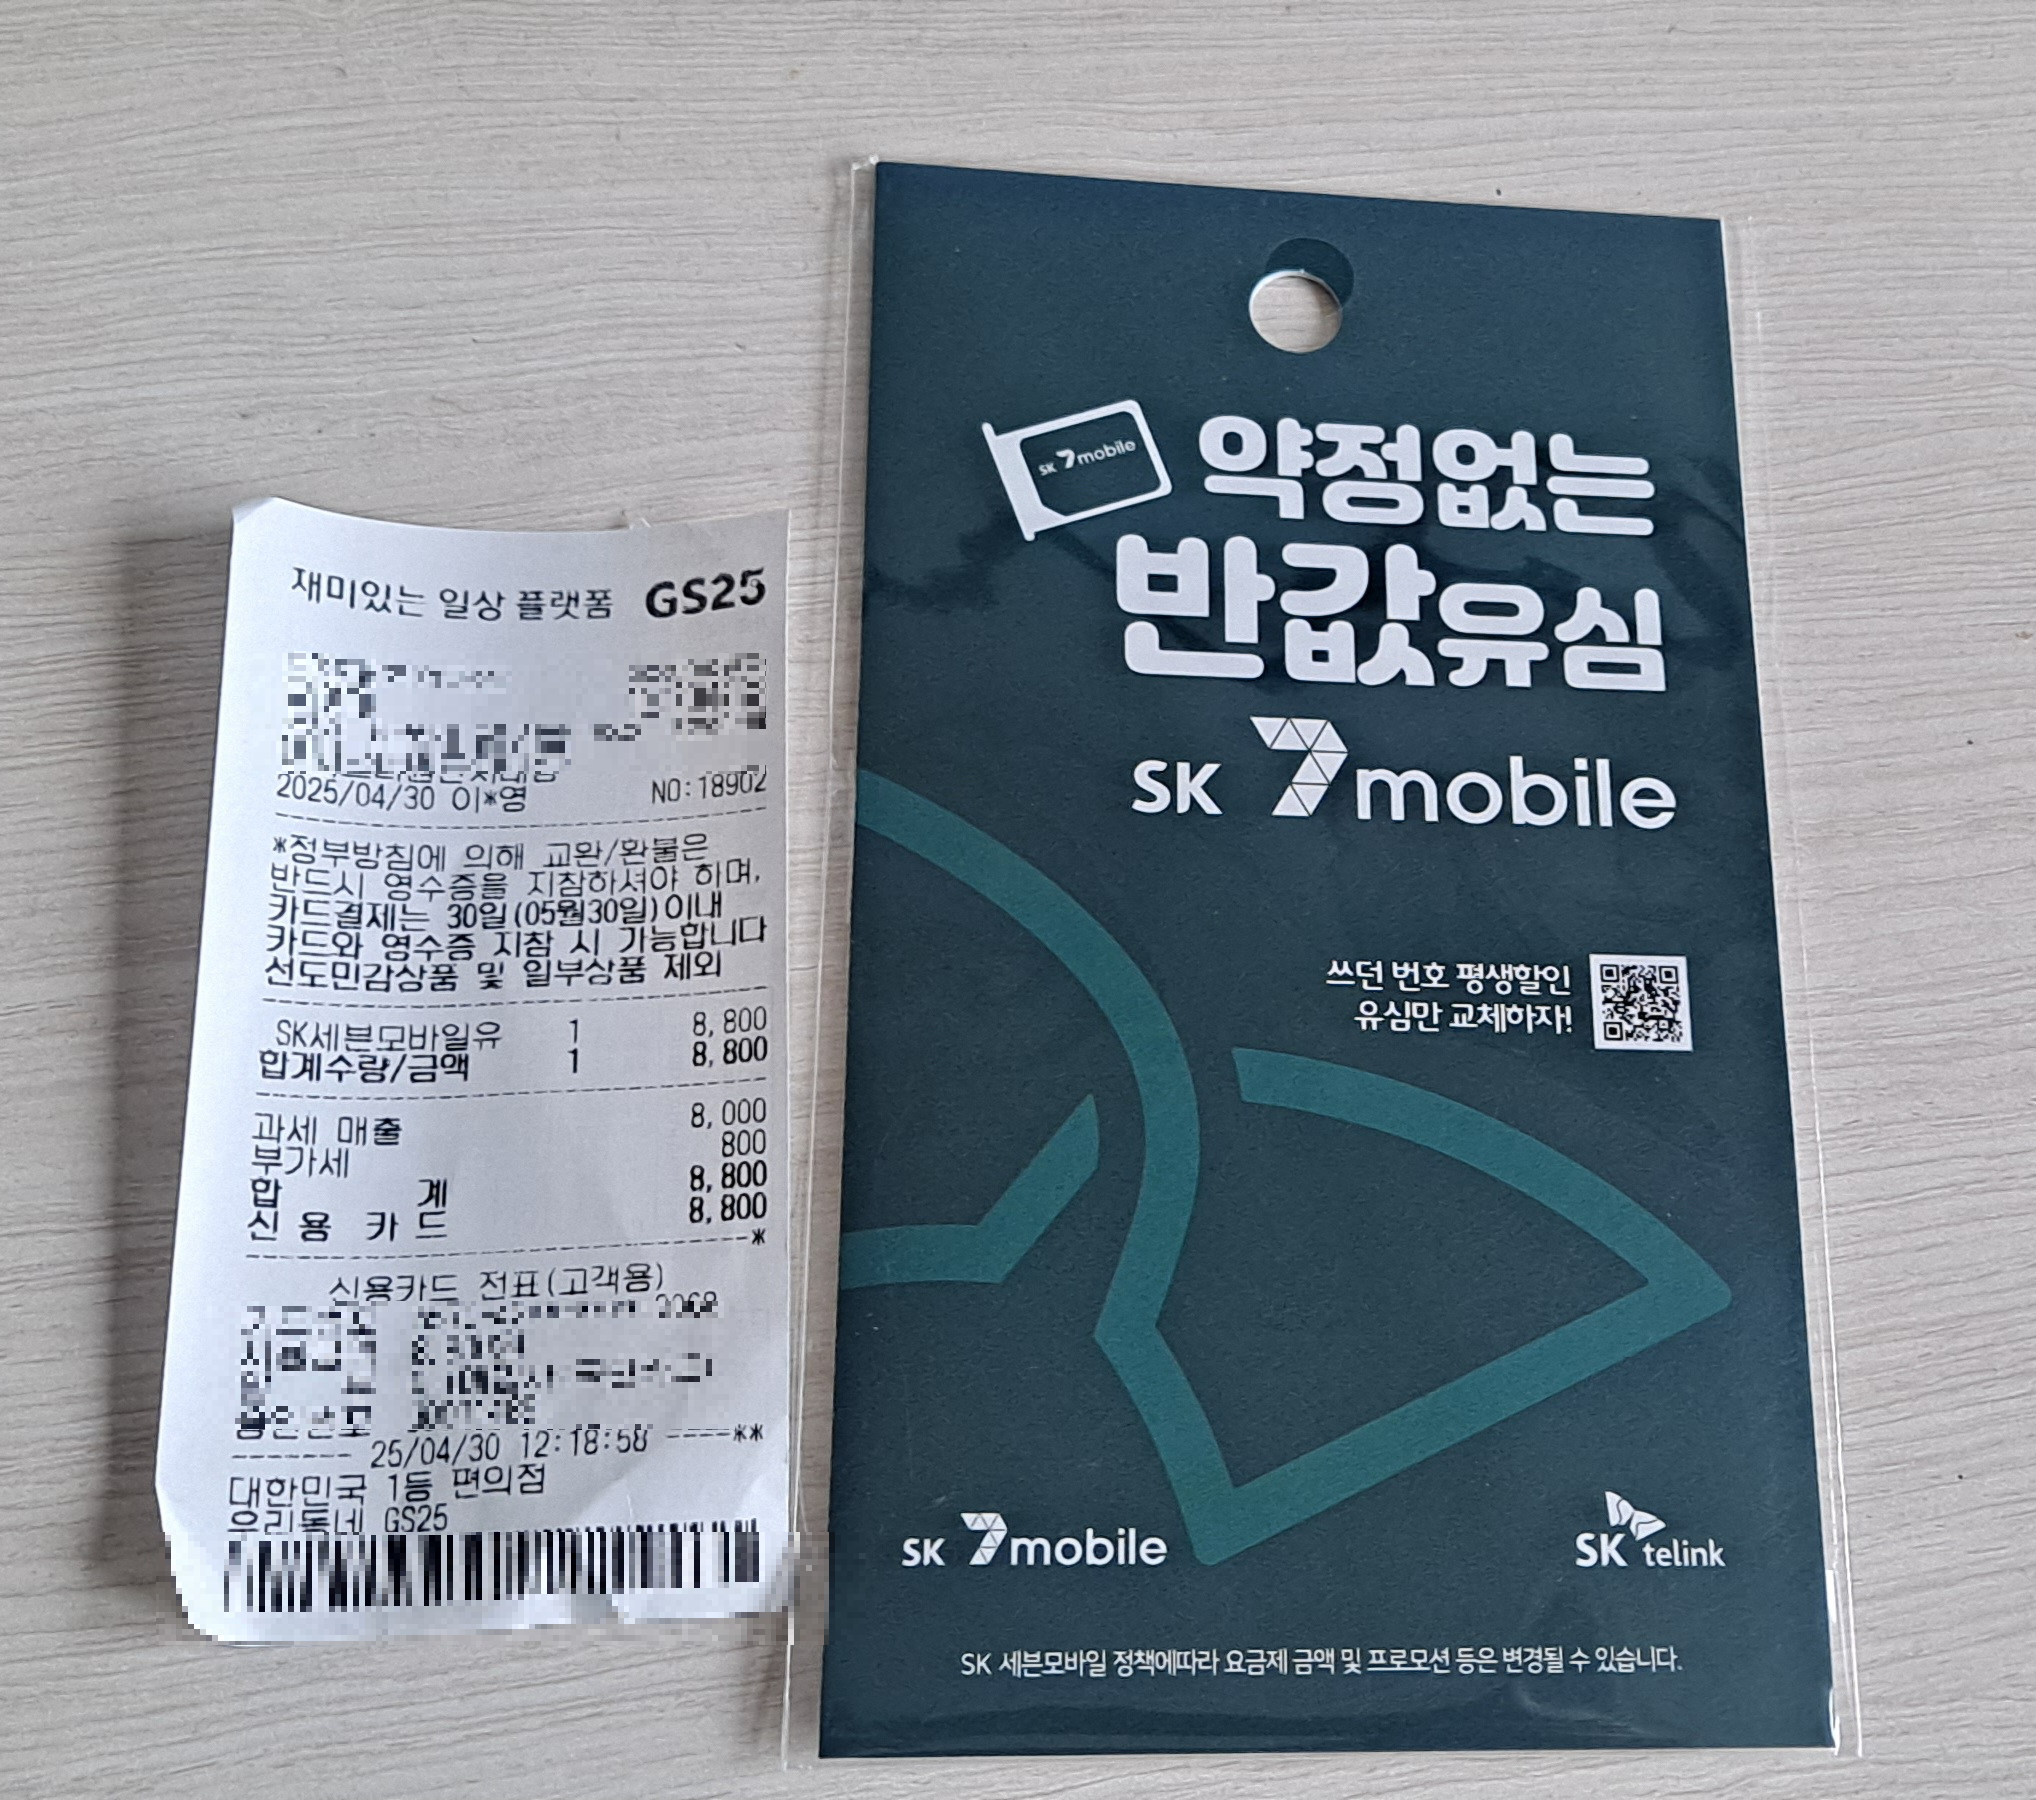 재미있는 일상 플랫폼 GS25
2025/04/30 이*영 NO:18902
*정부방침에 의해 교환/환불은
반드시 영수증을 지참하셔야 하며,
카드결제는 30일(05월30일)이내
카드와 영수증 지참 시 가능합니다
선도민감상품 및 일부상품 제외
SK세븐모바일유 1 8,800
합계수량/금액 1 8,800
과세 매출 8,000
부가세 800
합 계 8,800
신 용 카 드 8,800
신용카드 전표(고객용)
25/04/30 12:18:58
대한민국 1등 편의점
우리동네 GS25
SK 7mobile
약정없는
반값유심
SK 7mobile
쓰던 번호 평생할인
유심만 교체하자!
SK 7mobile
SK telink
SK 세븐모바일 정책에따라 요금제 금액 및 프로모션 등은 변경될 수 있습니다.